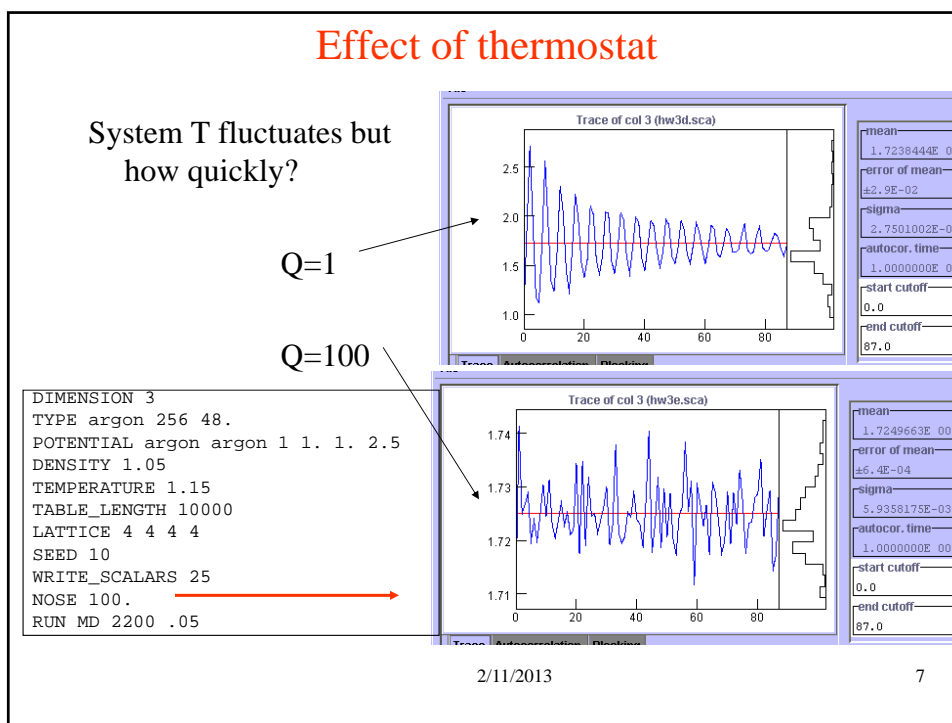 Effect of thermostat
System T fluctuates but
how quickly?
Q=1
Q=100
Trace of col 3 (hw3d.sca)
2.5
2.0
1.5
1.0
0
20
40
60
80
mean
1.7238444E 0
error of mean
±2.9E-02
sigma
2.7501002E-0
autocor. time
1.0000000E 0
start cutoff
0.0
end cutoff
87.0
Trace Autocorrelation Blocking
Trace of col 3 (hw3e.sca)
1.74
1.73
1.72
1.71
0
20
40
60
80
mean
1.7249663E 00
error of mean
±6.4E-04
sigma
5.9358175E-03
autocor. time
1.0000000E 00
start cutoff
0.0
end cutoff
87.0
DIMENSION 3
TYPE argon 256 48.
POTENTIAL argon argon 1 1. 1. 2.5
DENSITY 1.05
TEMPERATURE 1.15
TABLE_LENGTH 10000
LATTICE 4 4 4 4
SEED 10
WRITE_SCALARS 25
NOSE 100.
RUN MD 2200 .05
2/11/2013
7